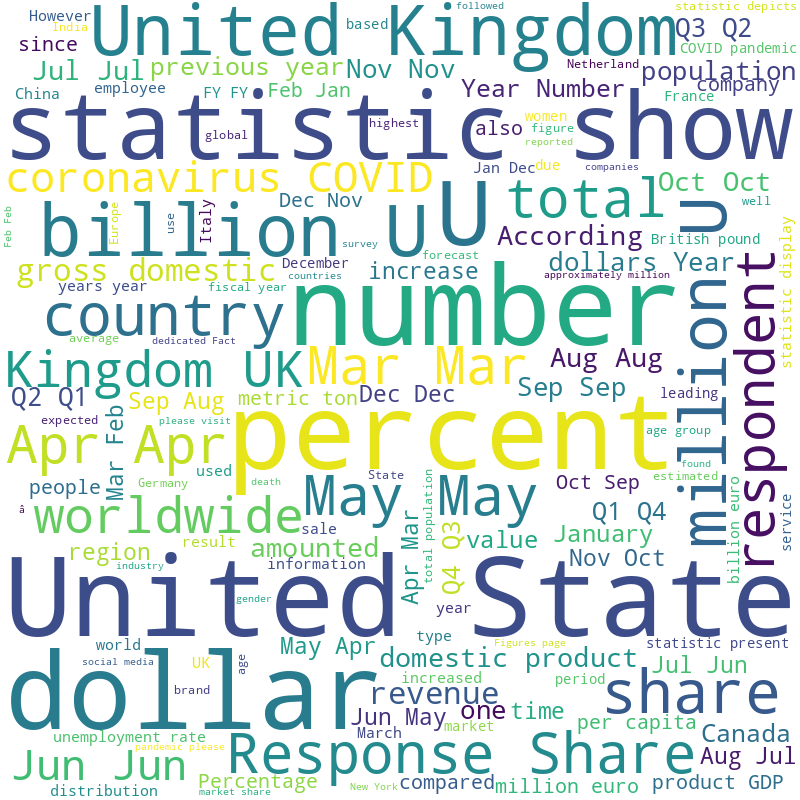 However
United Kingdom
followed
statistic depicts
India
Q3 Q2
since
based
COVID pandemic
Jul Jul
previous year
Nov Nov
Netherland
population
China
employee
FY FY
Feb Jan
Year Number
company
France
statistic show
global
highest
also
women
figure
reported
Jan Dec
due
companies
coronavirus COVID
Oct Oct
total
Dec Nov
well
Feb Feb
Europe
use
Italy
billion U
U
U
survey
According
British pound
statistic display
gross domestic
December
countries
increase
forecast
dollars Year
approximately million
years year
fiscal year
country
number
million
respondent
average
dedicated Fact
Kingdom UK
Mar Mar
Aug Aug
Q2 Q1
Sep Aug
metric ton
Dec Dec
Sep Sep
leading
expected
please visit
Apr Apr
percent
age group
Mar Feb
found
people
used
Germany
death
State
Oct Sep
estimated
â
worldwide
May May
Q1 Q4
billion euro
service
sale
total population
Q4 Q3
value
January
region
result
amounted
Apr Mar
Nov Oct
industry
information
United State
gender
year
world
May Apr
type
Figures page
statistic present
social media
UK
age
domestic product
Jul Jun
dollar
brand
increased
period
share
revenue
Jun May
one
time
per capita
unemployment rate
March
market
Canada
pandemic please
Response Share
Aug Jul
Jun Jun
Percentage
compared
million euro
product GDP
distribution
market share
New York